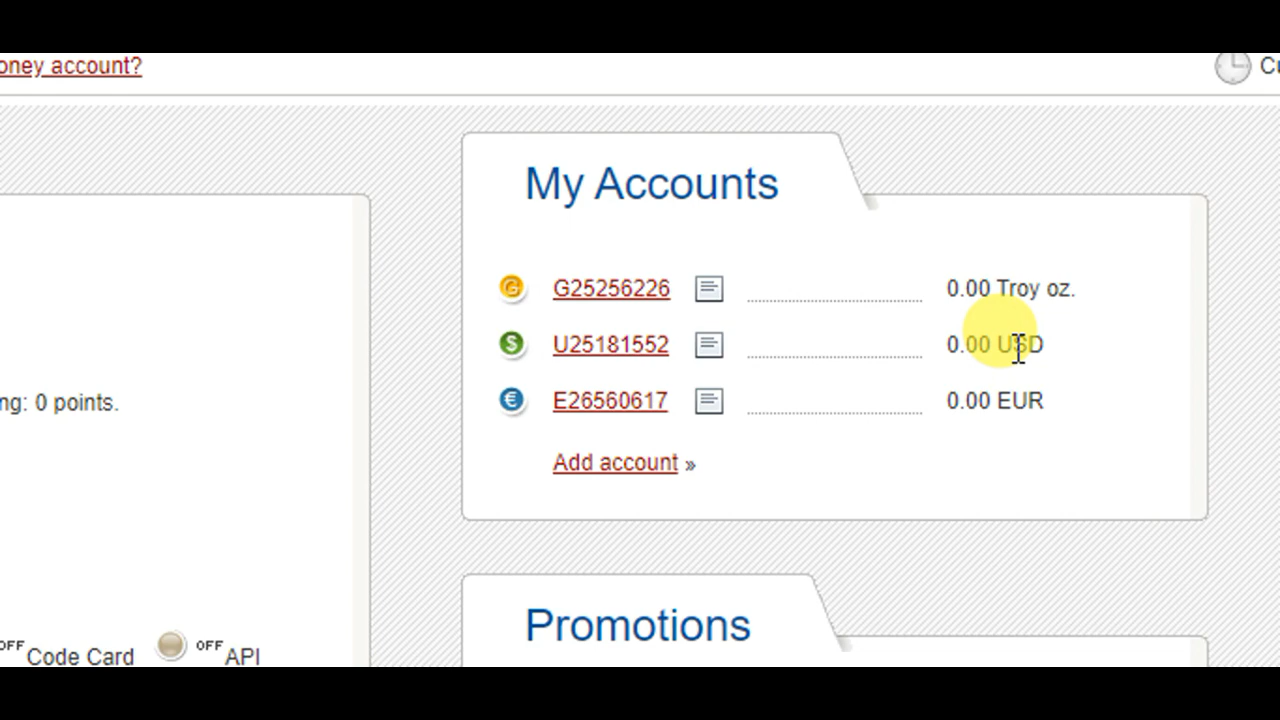 oney account?
My Accounts
G25256226 0.00 Troy oz.
U25181552 0.00 USD
E26560617 0.00 EUR
ng: 0 points.
Add account »
Promotions
OFF Code Card OFF API